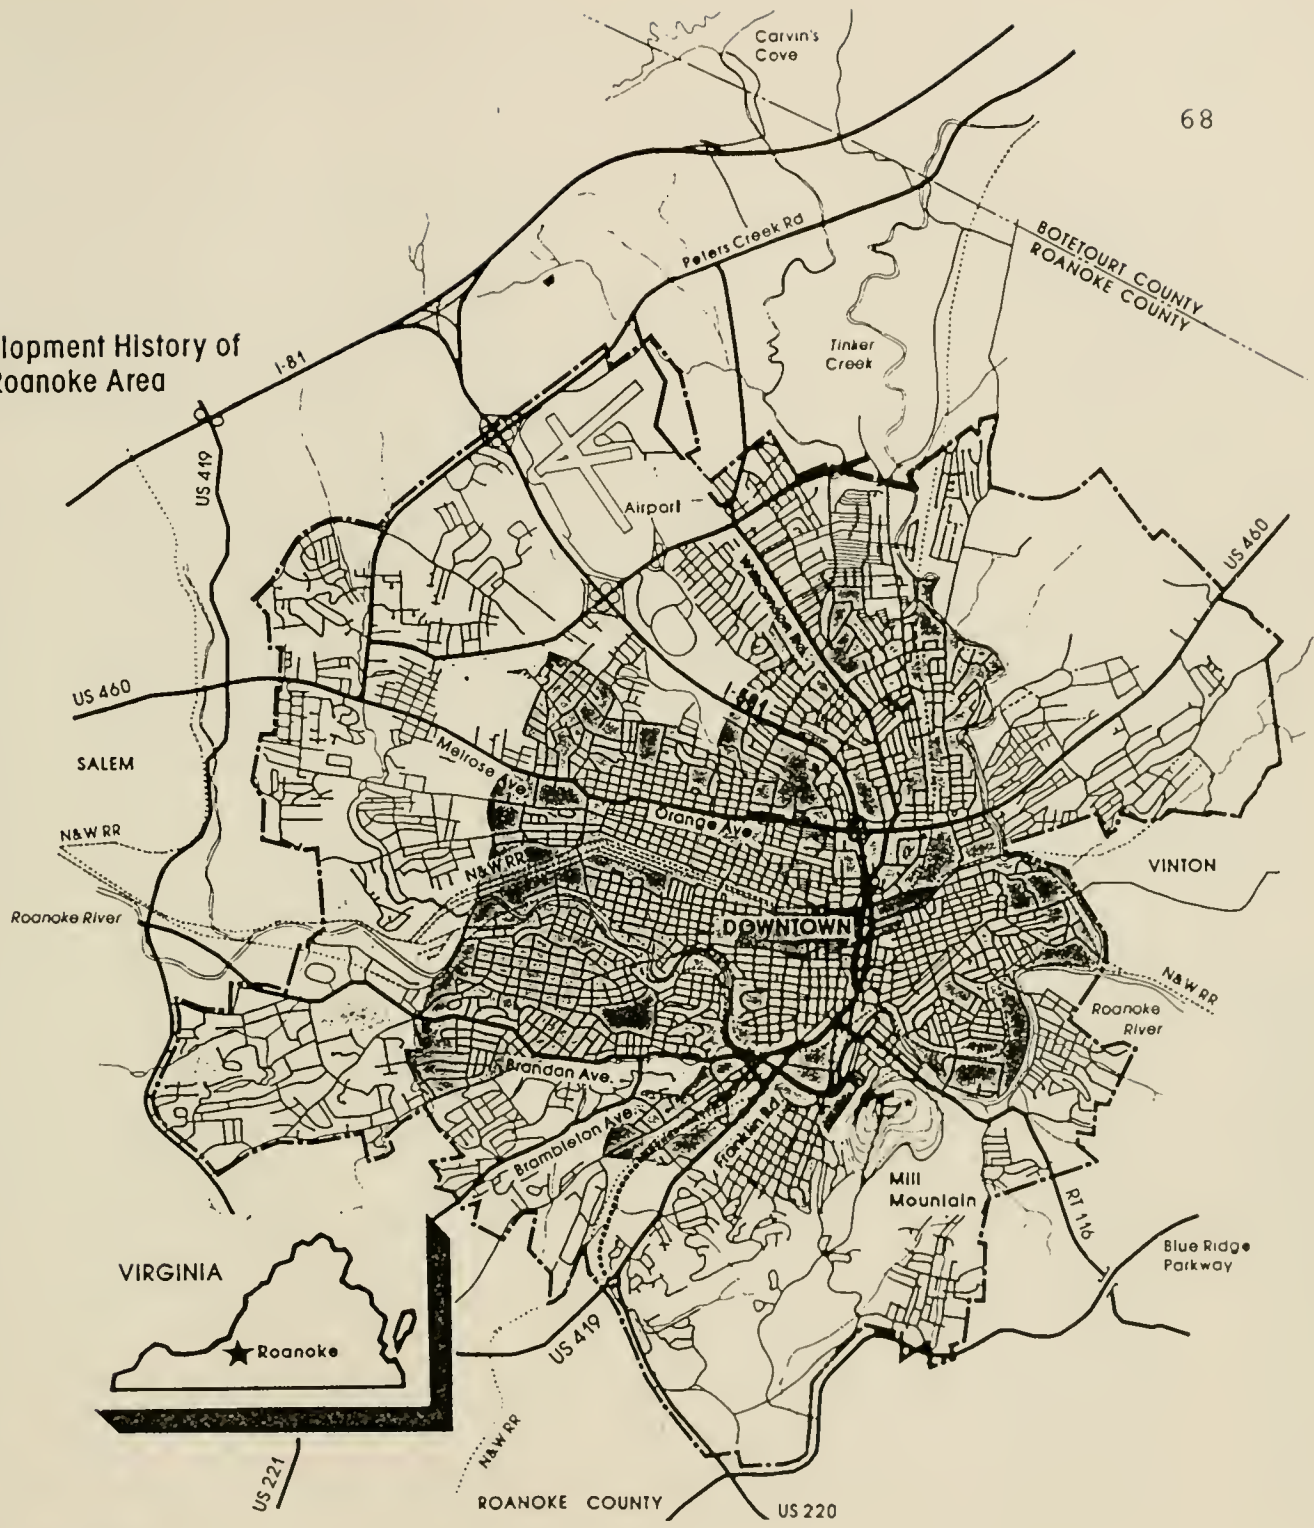 Carvin's
Cove
68
Peters Creek Rd
BOTETOURT COUNTY
ROANOKE COUNTY
lopment History of
Roanoke Area
I-81
Tinker
Creek
US 419
Airport
US 460
Williamson Rd.
US 460
I-581
SALEM
Melrose Ave.
Orange Ave.
N&W RR
N&W RR
VINTON
Roanoke River
DOWNTOWN
N&W RR
Roanoke
River
Brandon Ave.
Brambleton Ave.
Franklin Rd.
Mill
Mountain
RT 116
Blue Ridge
Parkway
VIRGINIA
Roanoke
US 419
N&W RR
US 221
ROANOKE COUNTY
US 220